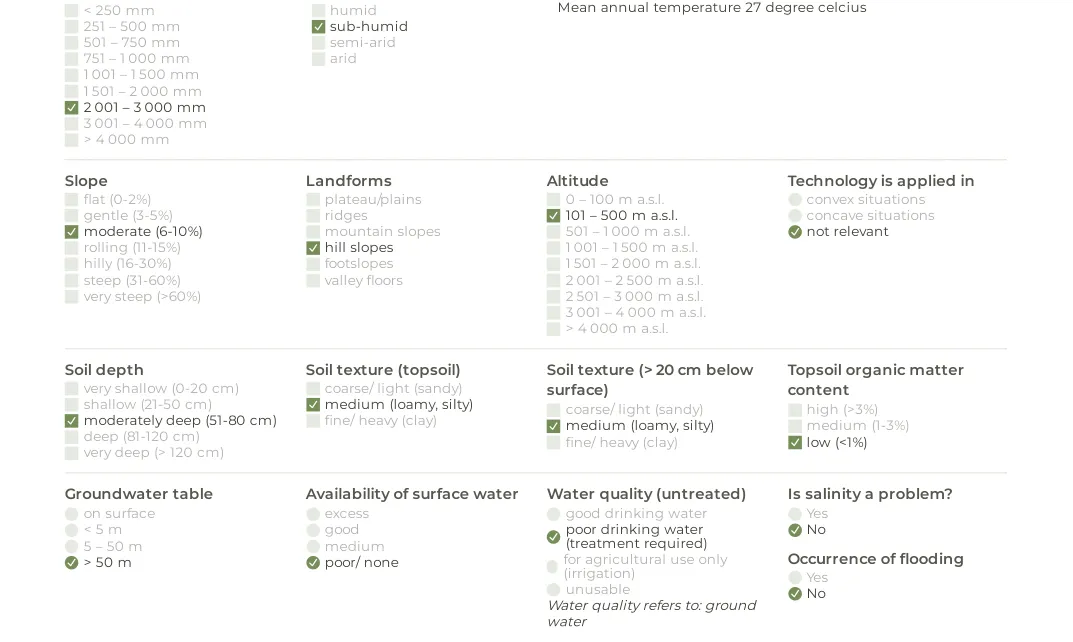 < 250 mm
251 – 500 mm
501 – 750 mm
751 – 1 000 mm
1 001 – 1 500 mm
1 501 – 2 000 mm
2 001 – 3 000 mm
3 001 – 4 000 mm
> 4 000 mm
humid
sub-humid
semi-arid
arid
Mean annual temperature 27 degree celcius
Slope
flat (0-2%)
gentle (3-5%)
moderate (6-10%)
rolling (11-15%)
hilly (16-30%)
steep (31-60%)
very steep (>60%)
Landforms
plateau/plains
ridges
mountain slopes
hill slopes
footslopes
valley floors
Altitude
0 – 100 m a.s.l.
101 – 500 m a.s.l.
501 – 1 000 m a.s.l.
1 001 – 1 500 m a.s.l.
1 501 – 2 000 m a.s.l.
2 001 – 2 500 m a.s.l.
2 501 – 3 000 m a.s.l.
3 001 – 4 000 m a.s.l.
> 4 000 m a.s.l.
Technology is applied in
convex situations
concave situations
not relevant
Soil depth
very shallow (0-20 cm)
shallow (21-50 cm)
moderately deep (51-80 cm)
deep (81-120 cm)
very deep (> 120 cm)
Soil texture (topsoil)
coarse/ light (sandy)
medium (loamy, silty)
fine/ heavy (clay)
Soil texture (> 20 cm below
surface)
coarse/ light (sandy)
medium (loamy, silty)
fine/ heavy (clay)
Topsoil organic matter
content
high (>3%)
medium (1-3%)
low (<1%)
Groundwater table
on surface
< 5 m
5 – 50 m
> 50 m
Availability of surface water
excess
good
medium
poor/ none
Water quality (untreated)
good drinking water
poor drinking water
(treatment required)
for agricultural use only
(irrigation)
unusable
Water quality refers to: ground
water
Is salinity a problem?
Yes
No
Occurrence of flooding
Yes
No